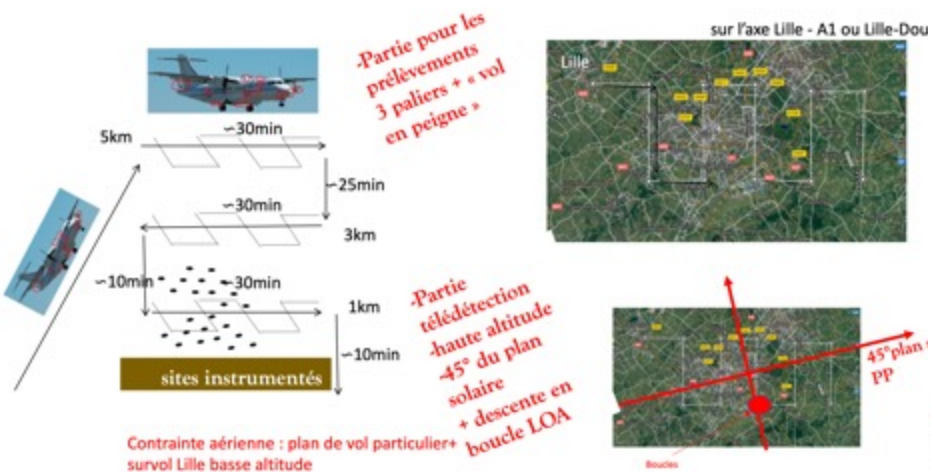 sur l'axe Lille - A1 ou Lille-Dou
-Partie pour les
prélèvements
3 paliers + « vol
en peigne »
Lille
~30min
5km
~25min
~30min
3km
~10min
~30min
1km
~10min
sites instrumentés
-Partie
télédétection
-haute altitude
-45° du plan
solaire
+ descente en
boucle LOA
45°plan s
PP
Boucles
Contrainte aérienne : plan de vol particulier+
survol Lille basse altitude